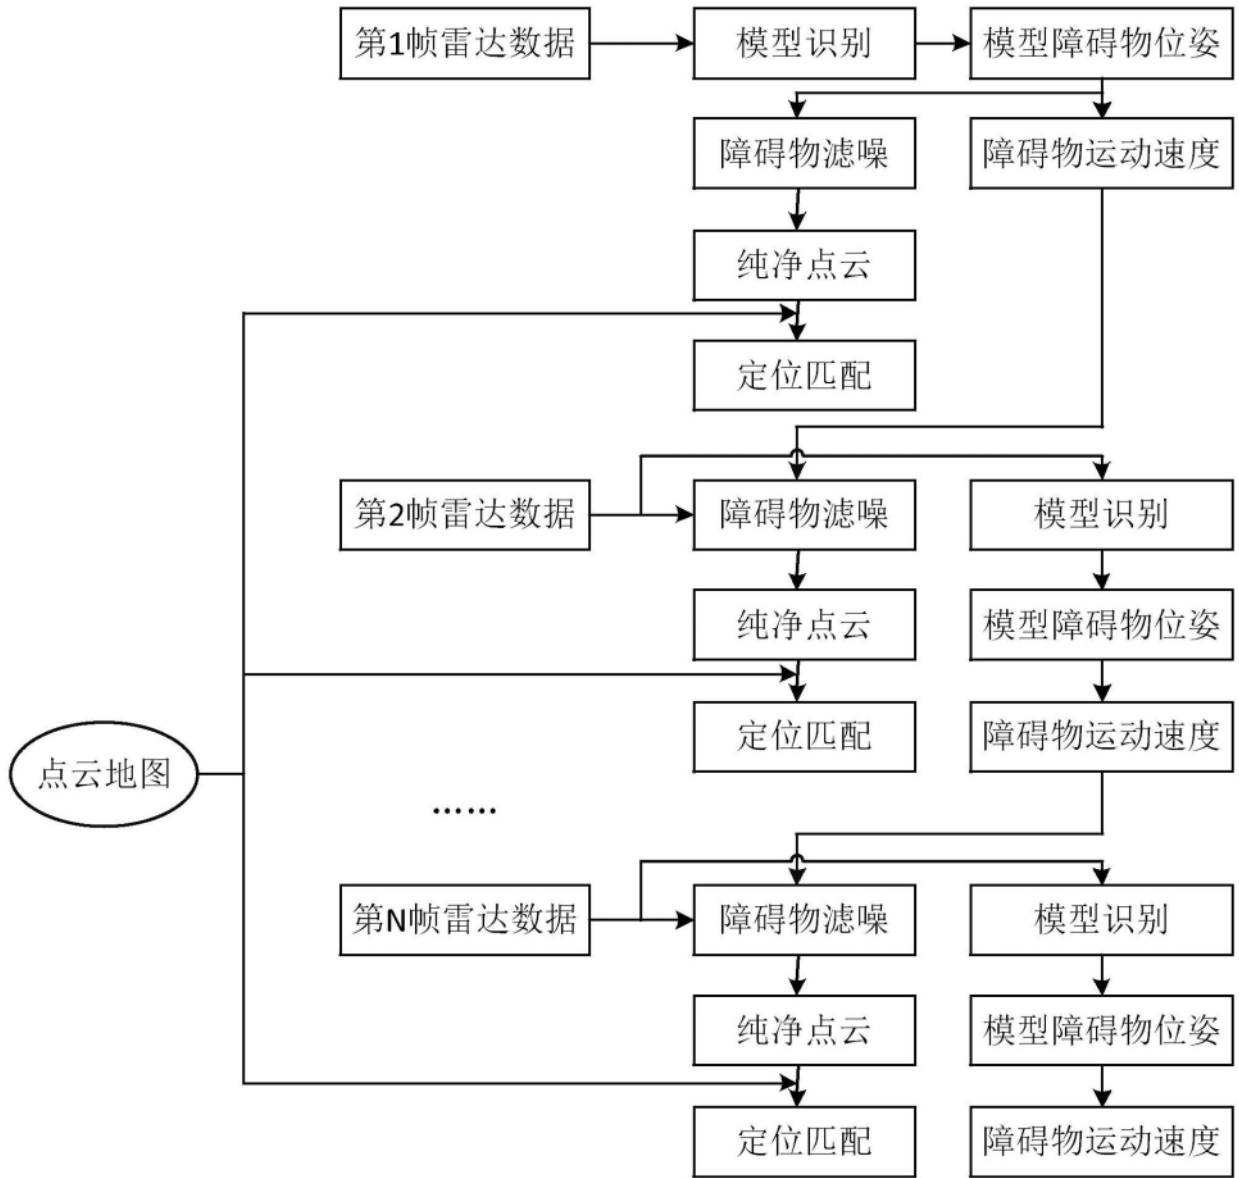 第1帧雷达数据
模型识别
模型障碍物位姿
障碍物滤噪
障碍物运动速度
纯净点云
定位匹配
第2帧雷达数据
障碍物滤噪
模型识别
纯净点云
模型障碍物位姿
定位匹配
障碍物运动速度
点云地图
……
第N帧雷达数据
障碍物滤噪
模型识别
纯净点云
模型障碍物位姿
定位匹配
障碍物运动速度